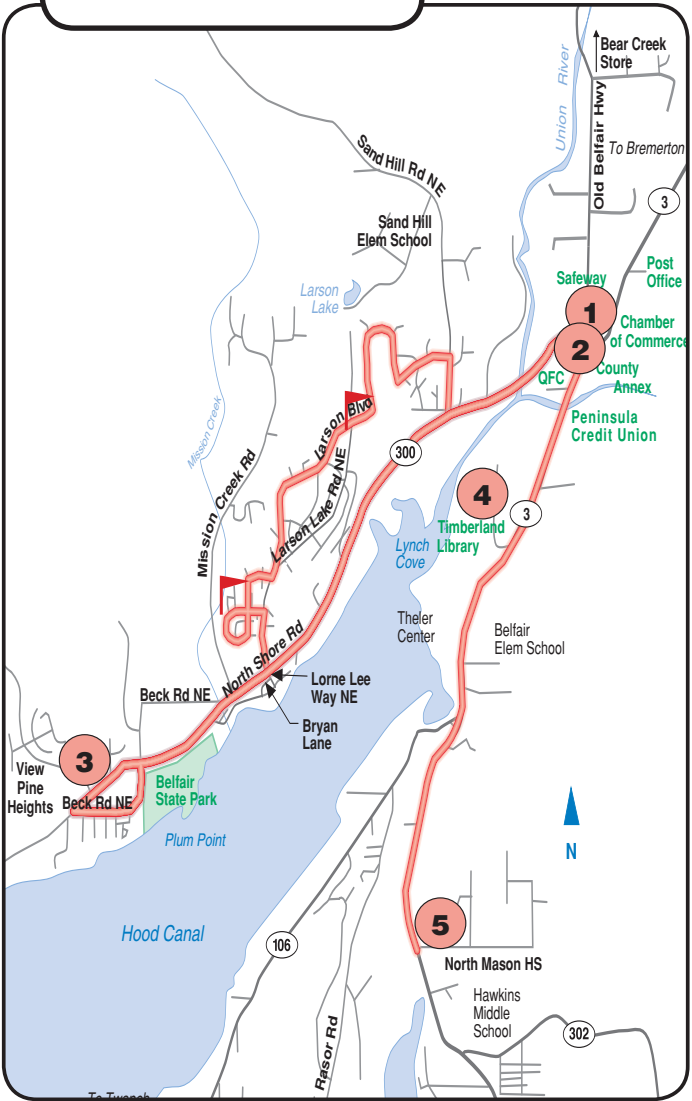 Bear Creek
Store
Union River
Old Belfair Hwy
To Bremerton
Sand Hill Rd NE
3
Sand Hill
Elem School
Post
Office
Safeway
Larson
Lake
1
Chamber
of Commerce
2
County
Annex
QFC
Larson Blvd
Peninsula
Credit Union
Mission Creek
300
Larson Lake Rd NE
Mission Creek Rd
4
3
Timberland
Library
Lynch
Cove
Theler
Center
Belfair
Elem School
North Shore Rd
Lorne Lee
Way NE
Beck Rd NE
Bryan
Lane
3
View
Pine
Heights
Beck Rd NE
Belfair
State Park
Plum Point
N
Hood Canal
5
106
North Mason HS
Hawkins
Middle
School
302
Rasor Rd